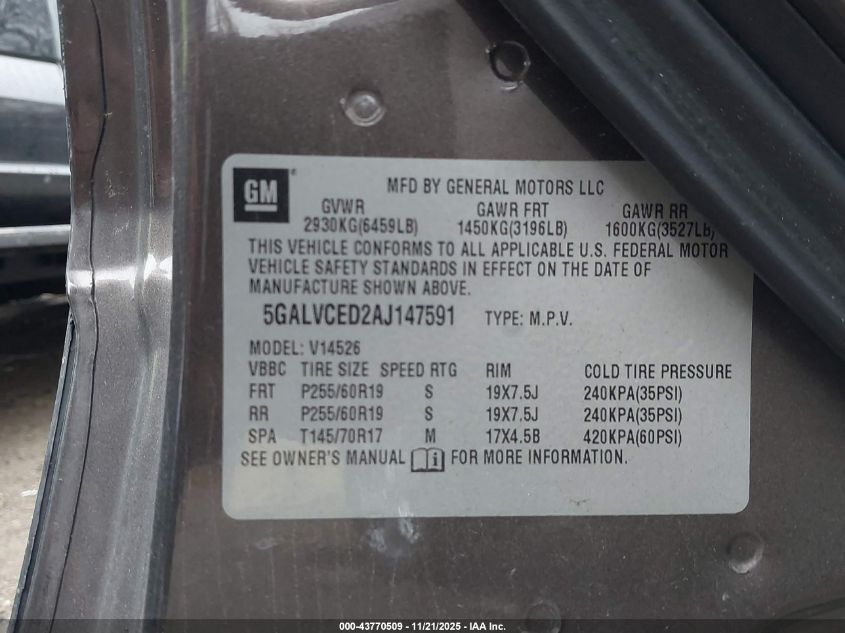 GM
MFD BY GENERAL MOTORS LLC
GVWR GAWR FRT GAWR RR
2930KG(6459LB) 1450KG(3196LB) 1600KG(3527LB)
THIS VEHICLE CONFORMS TO ALL APPLICABLE U.S. FEDERAL MOTOR
VEHICLE SAFETY STANDARDS IN EFFECT ON THE DATE OF
MANUFACTURE SHOWN ABOVE.
5GALVCED2AJ147591 TYPE: M.P.V.
MODEL: V14526
VBBC TIRE SIZE SPEED RTG RIM COLD TIRE PRESSURE
FRT P255/60R19 S 19X7.5J 240KPA(35PSI)
RR P255/60R19 S 19X7.5J 240KPA(35PSI)
SPA T145/70R17 M 17X4.5B 420KPA(60PSI)
SEE OWNER'S MANUAL FOR MORE INFORMATION.
000-43770509 - 11/21/2025 - IAA Inc.